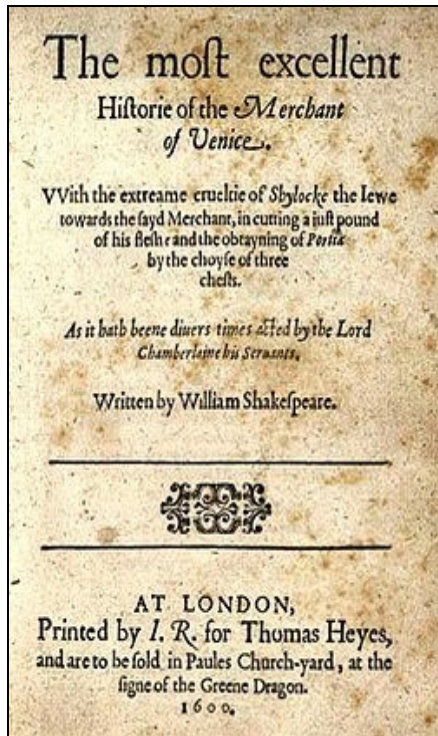 The moſt excellent
Hiſtorie of the Merchant
of Venice.
VVith the extreame crueltie of Shylocke the Iewe
towards the ſayd Merchant, in cutting a iuſt pound
of his fleſh: and the obtayning of Portia
by the choyſe of three
cheſts.
As it hath beene diuers times acted by the Lord
Chamberlaine his Seruants.
Written by William Shakeſpeare.
AT LONDON,
Printed by I. R. for Thomas Heyes,
and are to be ſold in Paules Church-yard, at the
ſigne of the Greene Dragon.
1600.